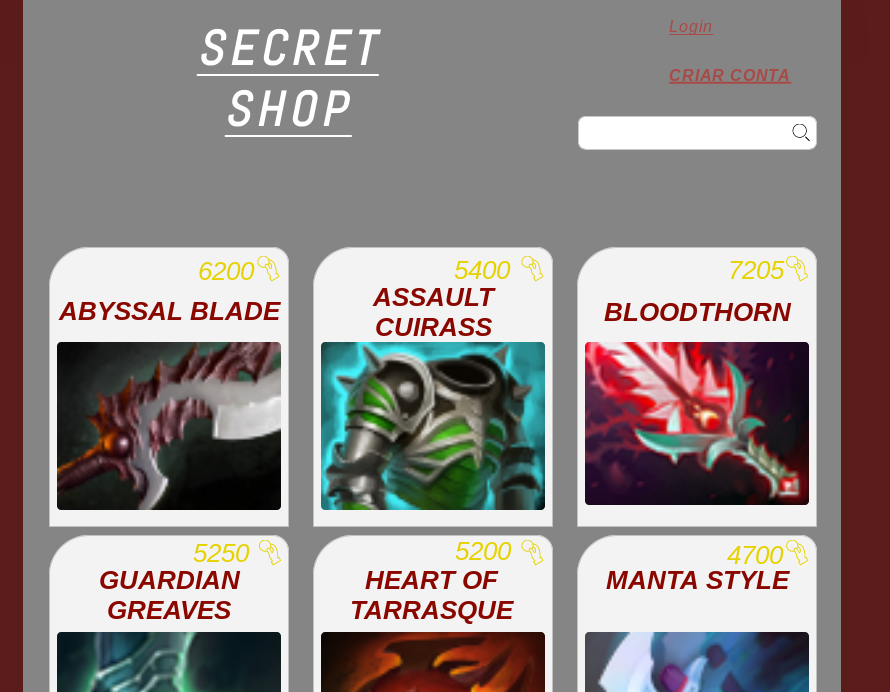 SECRET
SHOP
Login
CRIAR CONTA
6200
ABYSSAL BLADE
5400
ASSAULT
CUIRASS
7205
BLOODTHORN
5250
GUARDIAN
GREAVES
5200
HEART OF
TARRASQUE
4700
MANTA STYLE